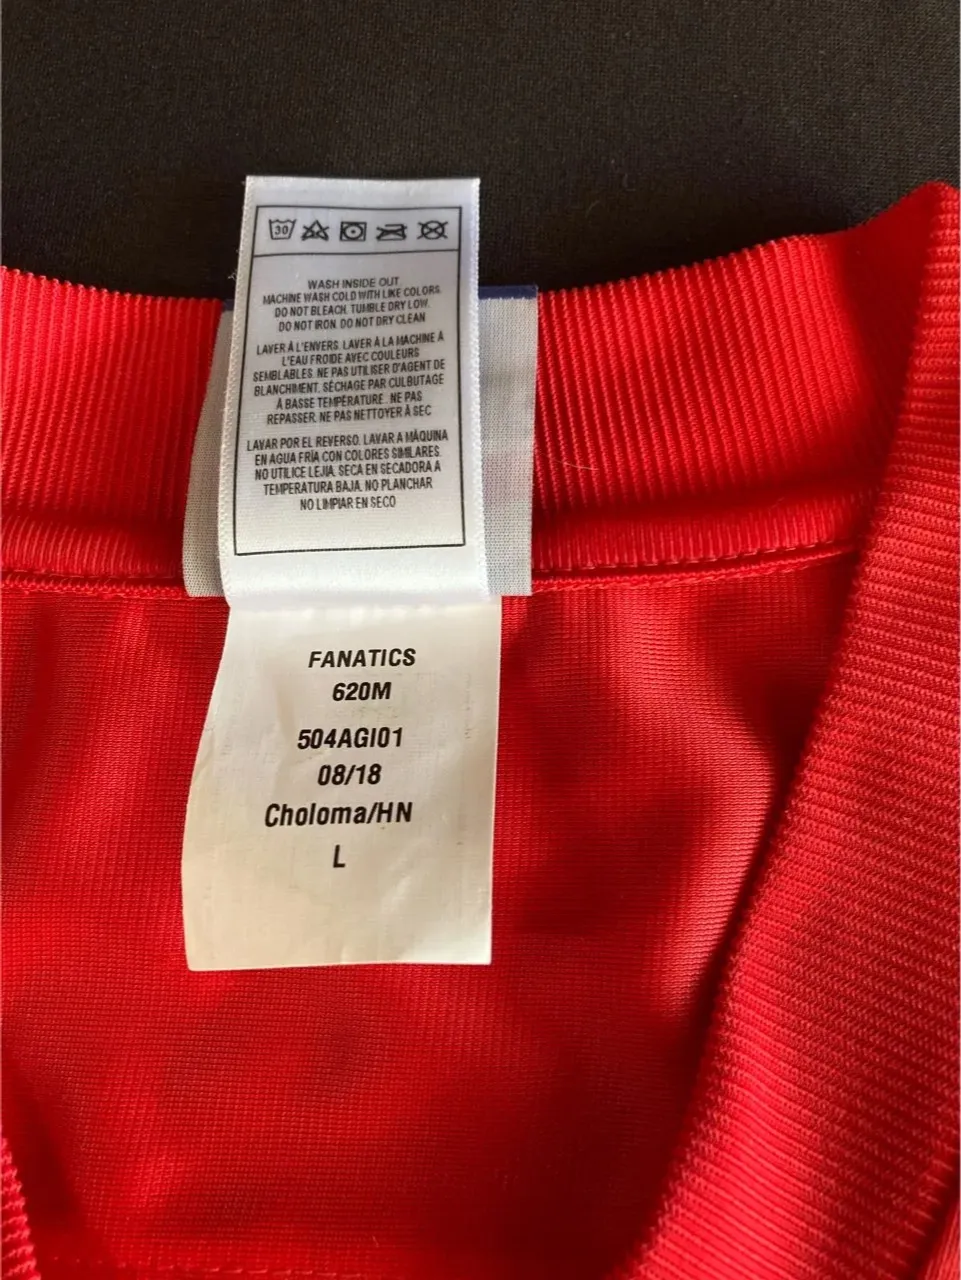 30
WASH INSIDE OUT
MACHINE WASH COLD WITH LIKE COLORS.
DO NOT BLEACH. TUMBLE DRY LOW.
DO NOT IRON. DO NOT DRY CLEAN
LAVER À L'ENVERS. LAVER À LA MACHINE À
L'EAU FROIDE AVEC COULEURS
SEMBLABLES. NE PAS UTILISER D'AGENT DE
BLANCHIMENT. SÉCHAGE PAR CULBUTAGE
À BASSE TEMPÉRATURE. NE PAS
REPASSER. NE PAS NETTOYER À SEC
LAVAR POR EL REVERSO. LAVAR A MÁQUINA
EN AGUA FRÍA CON COLORES SIMILARES.
NO UTILICE LEJIA. SECA EN SECADORA A
TEMPERATURA BAJA. NO PLANCHAR
NO LIMPIAR EN SECO
FANATICS
620M
504AGI01
08/18
Choloma/HN
L